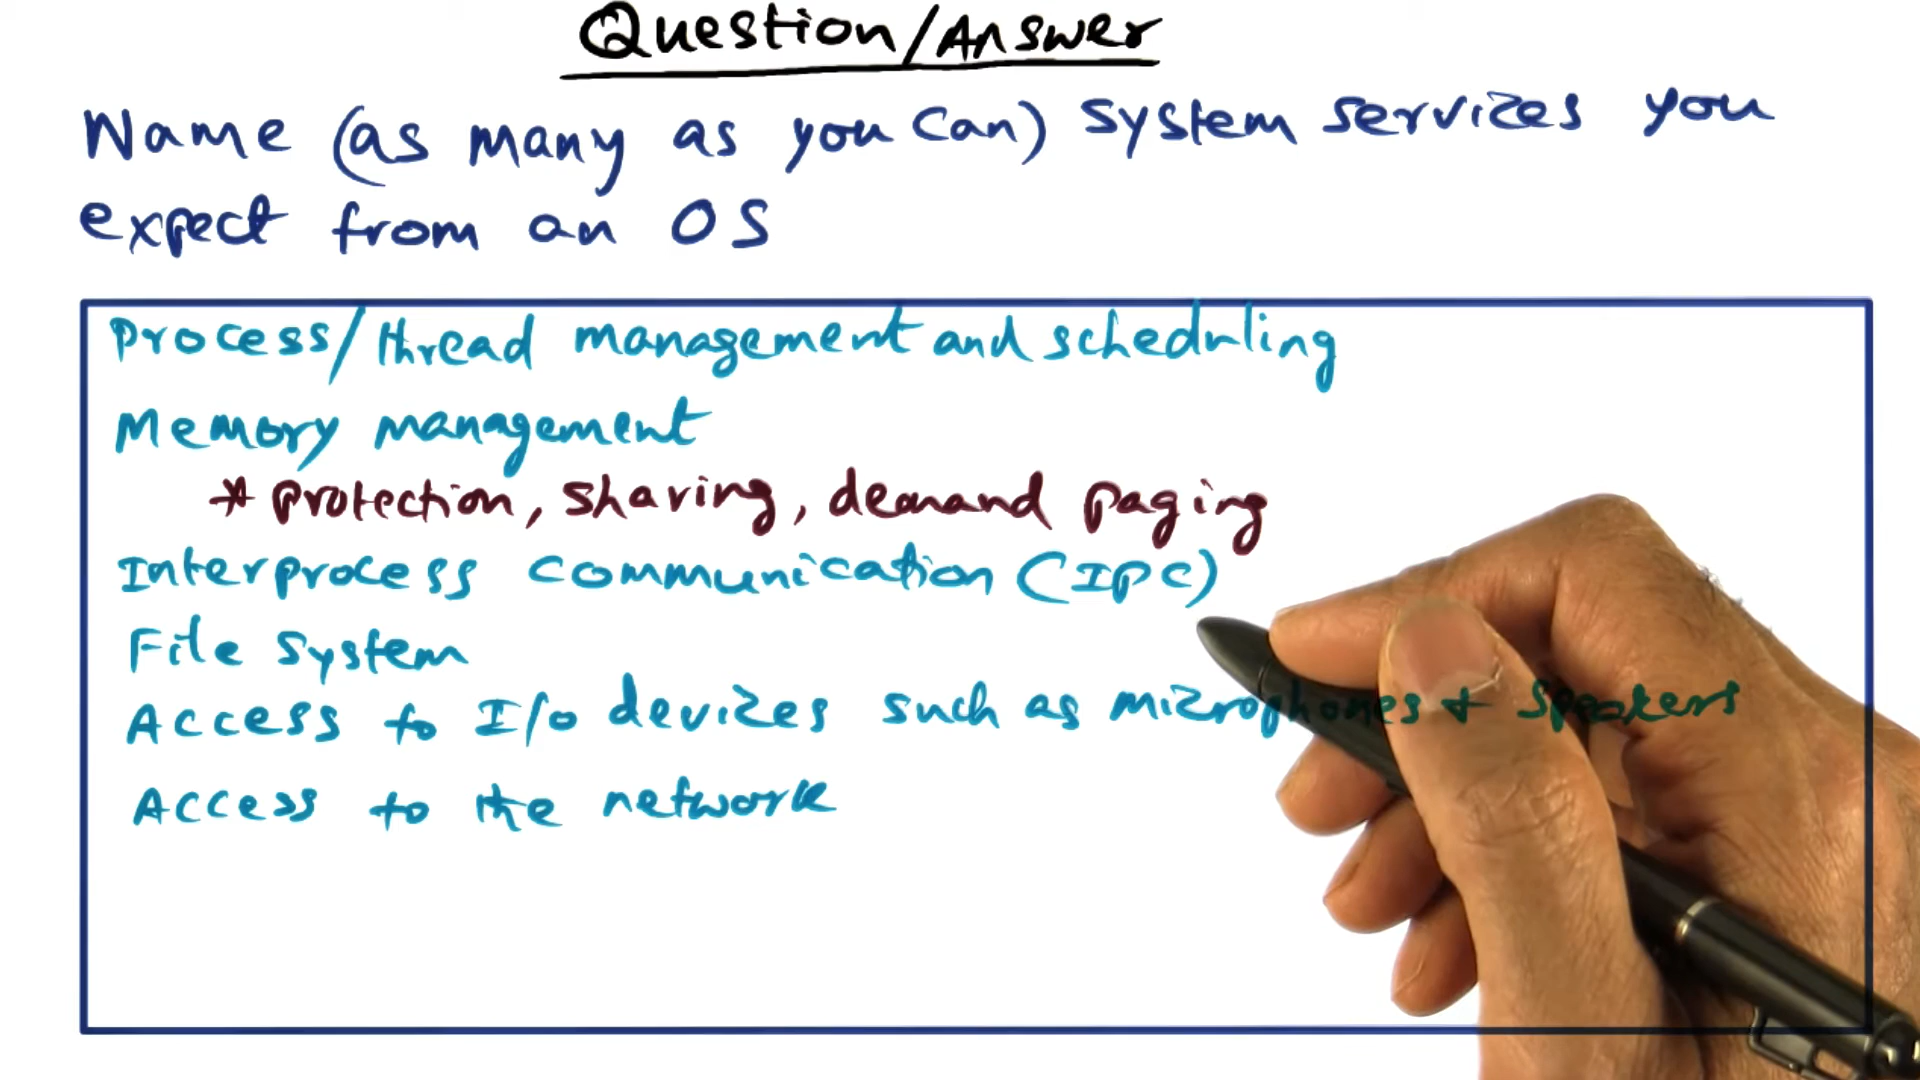 Question/Answer
Name (as many as you can) system services you
expect from an OS
Process/thread management and scheduling
Memory management
* protection, sharing, demand paging
Interprocess communication (IPC)
File system
Access to I/o devices such as microphones + speakers
Access to the network